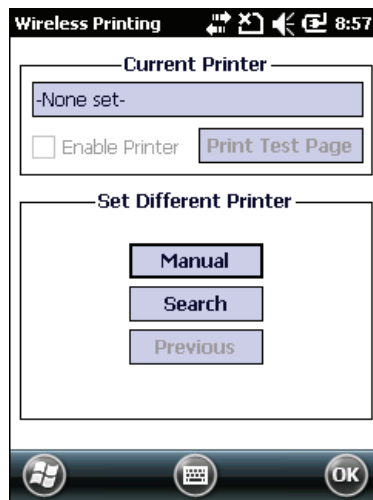 Wireless Printing 8:57
Current Printer
-None set-
Enable Printer Print Test Page
Set Different Printer
Manual
Search
Previous
OK